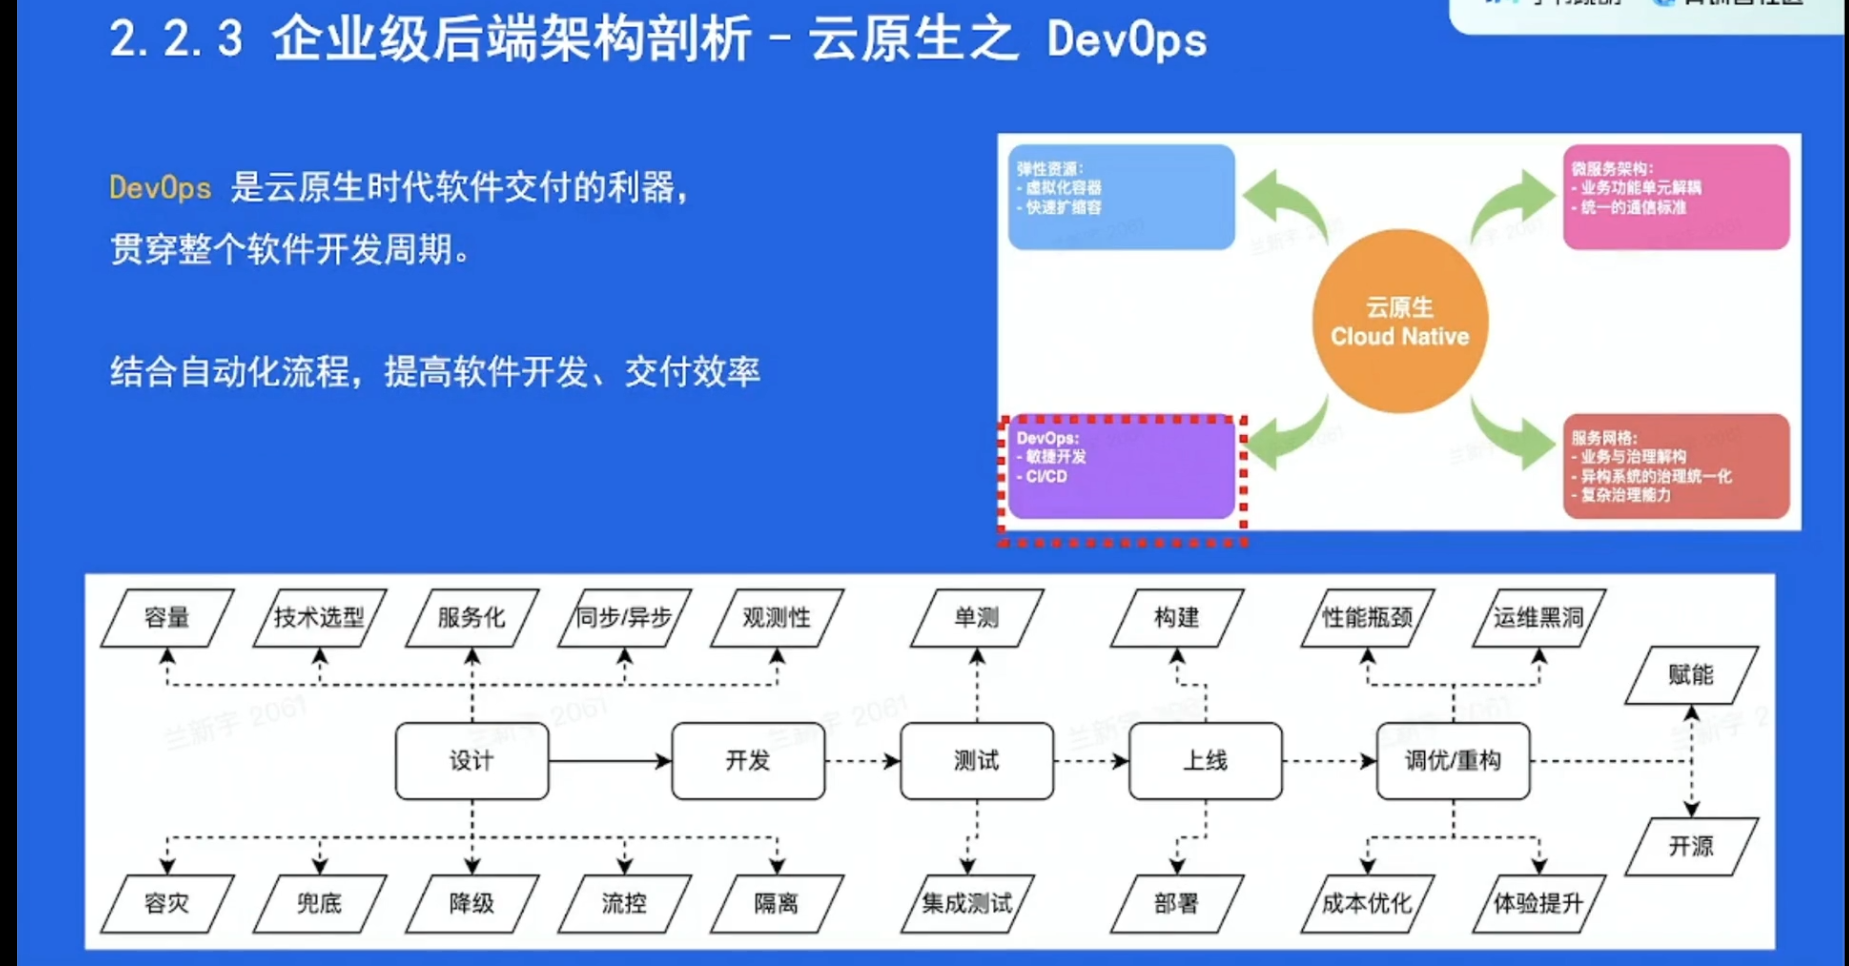 2.2.3 企业级后端架构剖析 - 云原生之 DevOps
DevOps 是云原生时代软件交付的利器，
贯穿整个软件开发周期。
结合自动化流程，提高软件开发、交付效率
弹性资源：
- 虚拟化容器
- 快速扩缩容
微服务架构：
- 业务功能单元解耦
- 统一的通信标准
云原生
Cloud Native
DevOps:
- 敏捷开发
- CI/CD
服务网格：
- 业务与治理解构
- 异构系统的治理统一化
- 复杂治理能力
容量
技术选型
服务化
同步/异步
观测性
单测
构建
性能瓶颈
运维黑洞
赋能
兰新宇 2061
设计
开发
测试
上线
调优/重构
开源
容灾
兜底
降级
流控
隔离
集成测试
部署
成本优化
体验提升